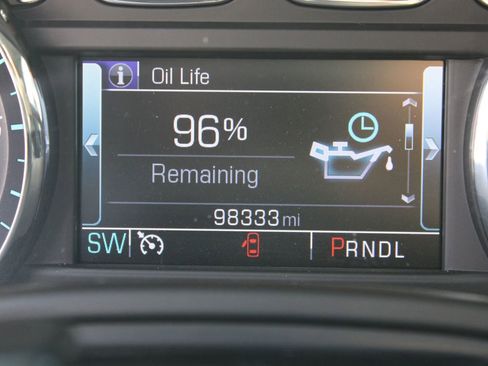 Oil Life
96%
Remaining
98333 mi
SW PRNDL